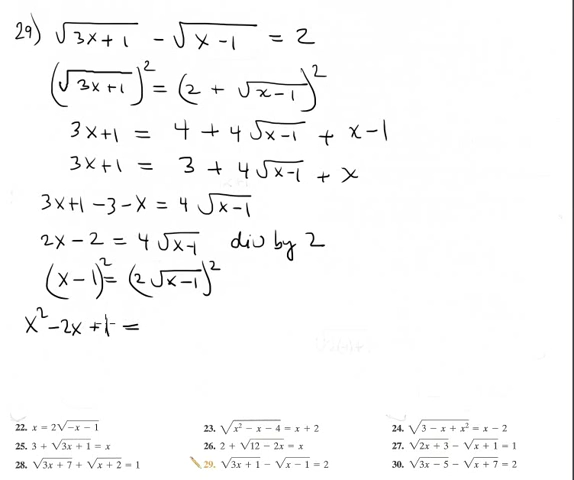 29) √(3x+1) - √(x-1) = 2
(√(3x+1))² = (2 + √(x-1))²
3x+1 = 4 + 4√(x-1) + x-1
3x+1 = 3 + 4√(x-1) + x
3x+1-3-x = 4√(x-1)
2x-2 = 4√(x-1) div by 2
(x-1)² = (2√(x-1))²
x²-2x+1 =
22. x = 2√(-x - 1) 23. √(x² - x - 4) = x + 2 24. √(3 - x + x²) = x - 2
25. 3 + √(3x + 1) = x 26. 2 + √(12 - 2x) = x 27. √(2x + 3) - √(x + 1) = 1
28. √(3x + 7) + √(x + 2) = 1 29. √(3x + 1) - √(x - 1) = 2 30. √(3x - 5) - √(x + 7) = 2